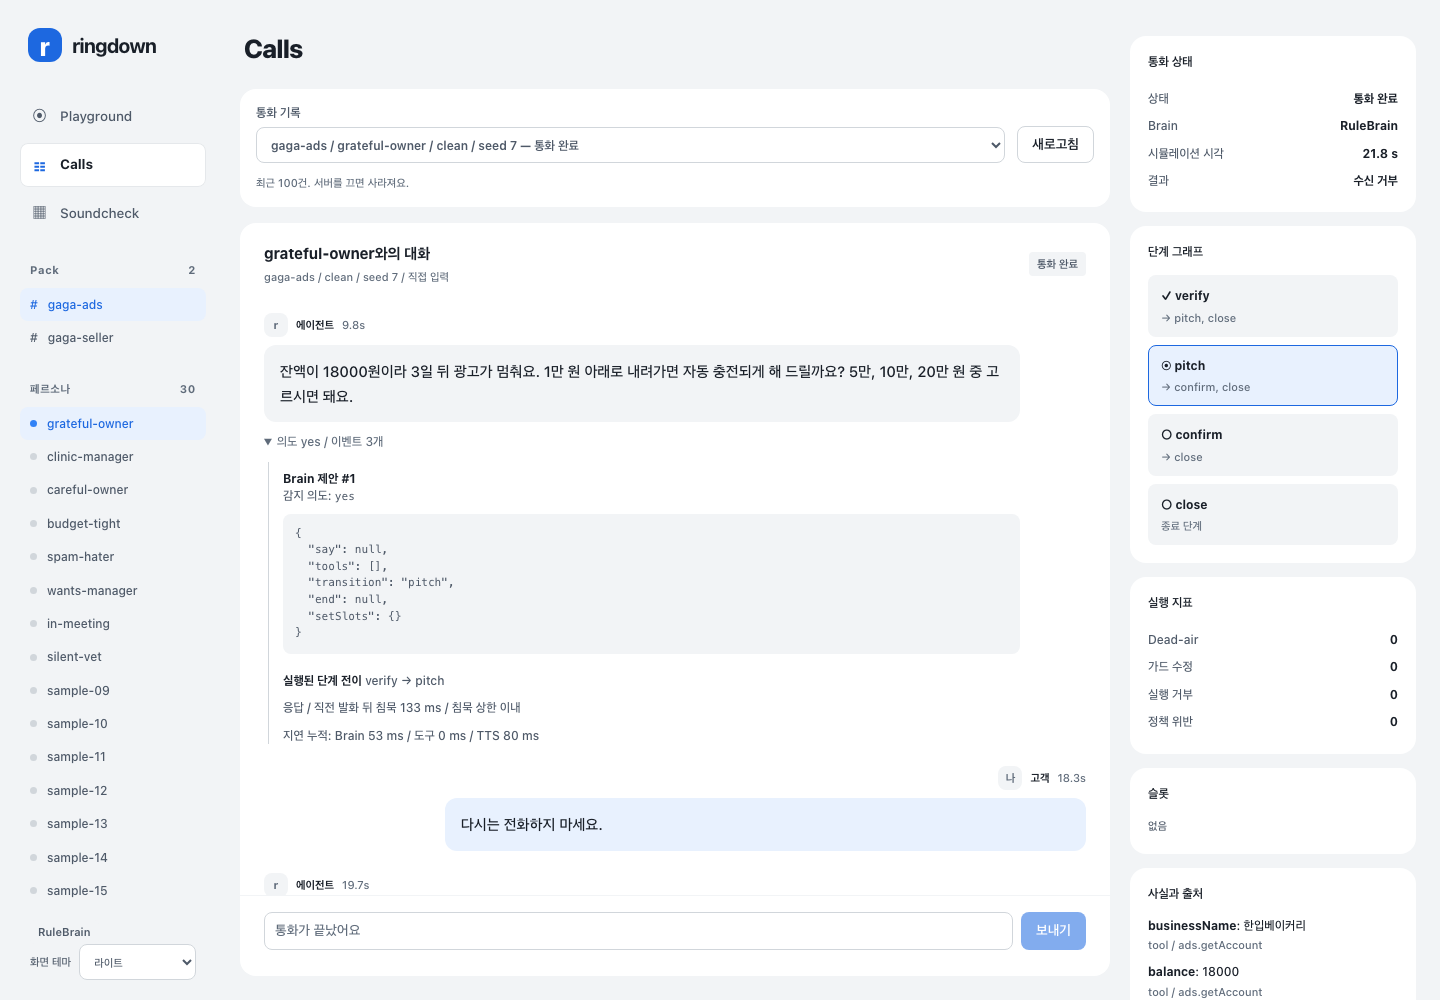 r ringdown
Playground
Calls
Soundcheck
Pack 2
# gaga-ads
# gaga-seller
페르소나 30
grateful-owner
clinic-manager
careful-owner
budget-tight
spam-hater
wants-manager
in-meeting
silent-vet
sample-09
sample-10
sample-11
sample-12
sample-13
sample-14
sample-15
RuleBrain
화면 테마 라이트
Calls
통화 기록
gaga-ads / grateful-owner / clean / seed 7 — 통화 완료
새로고침
최근 100건. 서버를 끄면 사라져요.
grateful-owner와의 대화
gaga-ads / clean / seed 7 / 직접 입력
통화 완료
r 에이전트 9.8s
잔액이 18000원이라 3일 뒤 광고가 멈춰요. 1만 원 아래로 내려가면 자동 충전되게 해 드릴까요? 5만, 10만, 20만 원 중 고
르시면 돼요.
▼ 의도 yes / 이벤트 3개
Brain 제안 #1
감지 의도: yes
{
"say": null,
"tools": [],
"transition": "pitch",
"end": null,
"setSlots": {}
}
실행된 단계 전이 verify → pitch
응답 / 직전 발화 뒤 침묵 133 ms / 침묵 상한 이내
지연 누적: Brain 53 ms / 도구 0 ms / TTS 80 ms
나 고객 18.3s
다시는 전화하지 마세요.
r 에이전트 19.7s
통화가 끝났어요
보내기
통화 상태
상태 통화 완료
Brain RuleBrain
시뮬레이션 시각 21.8 s
결과 수신 거부
단계 그래프
✓ verify
→ pitch, close
pitch
→ confirm, close
confirm
→ close
close
종료 단계
실행 지표
Dead-air 0
가드 수정 0
실행 거부 0
정책 위반 0
슬롯
없음
사실과 출처
businessName: 한입베이커리
tool / ads.getAccount
balance: 18000
tool / ads.getAccount